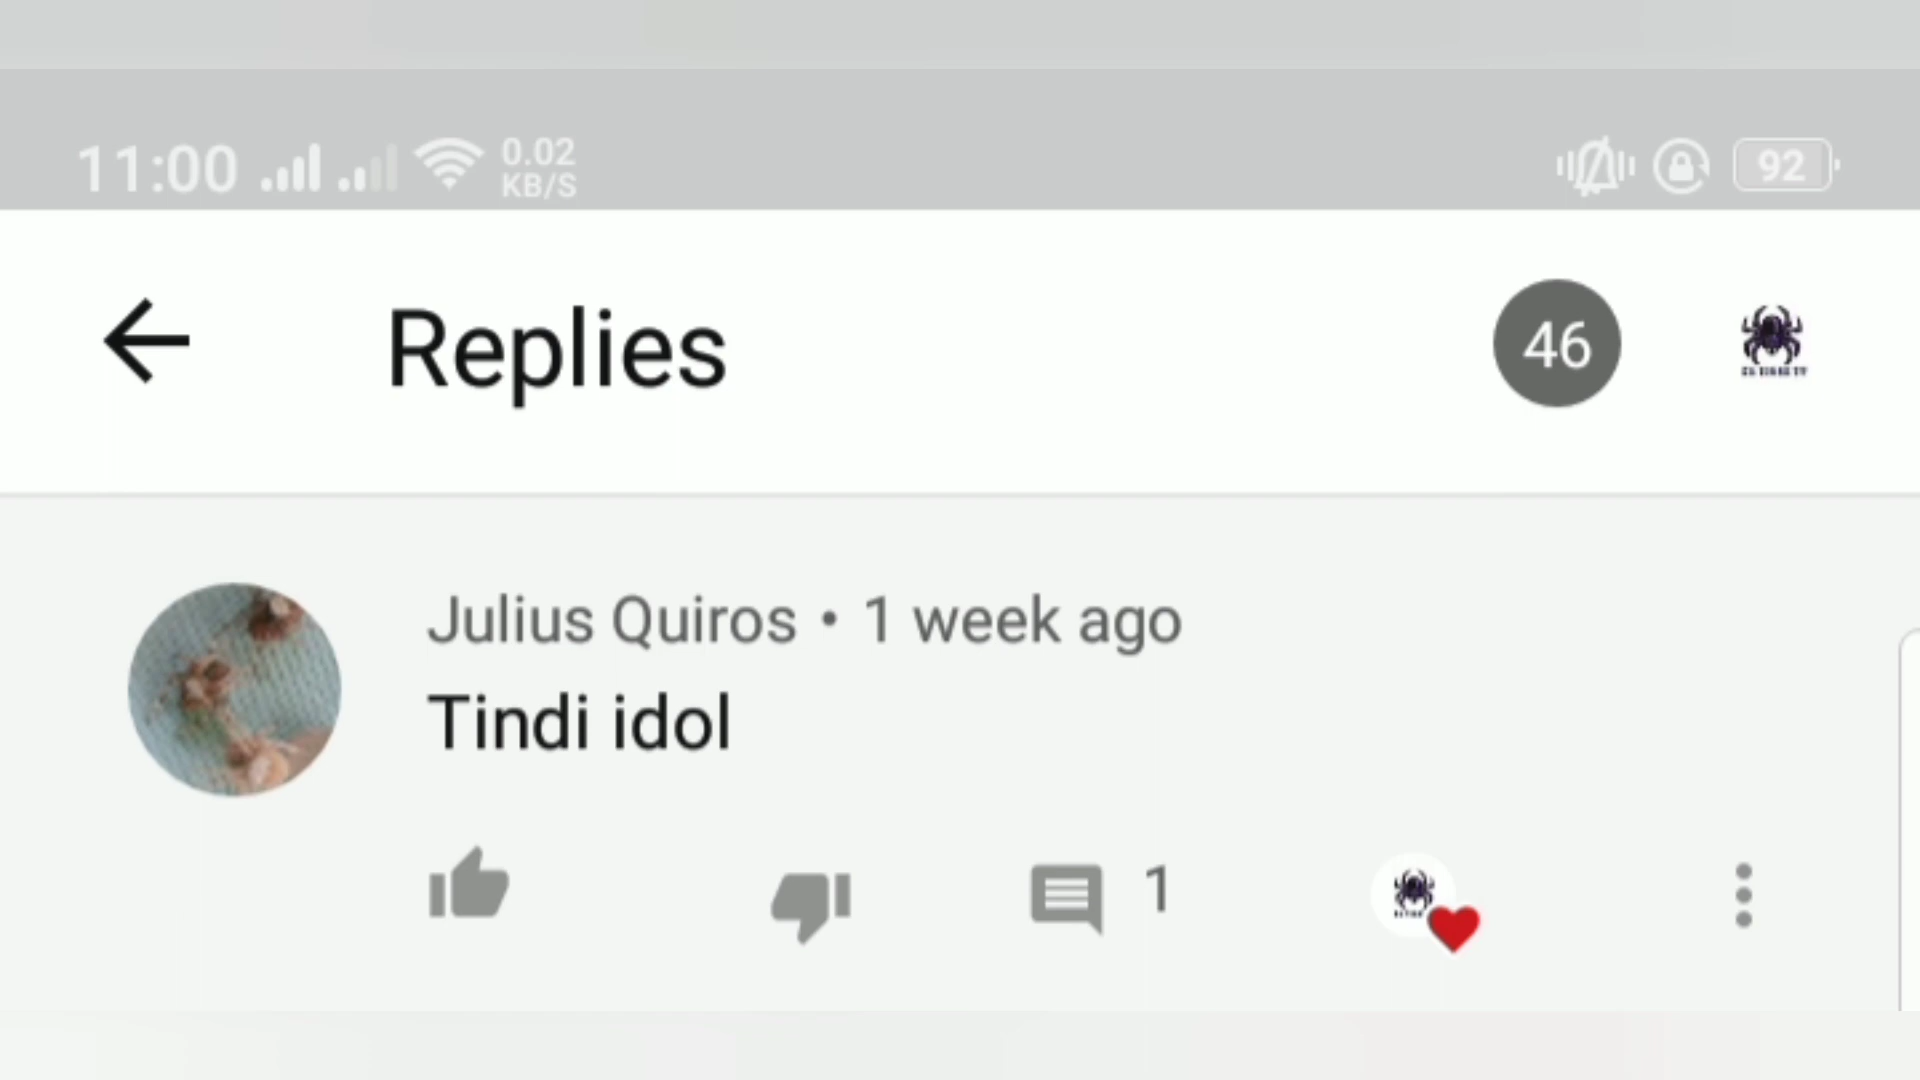 11:00 0.02 KB/S 92
Replies 46
Julius Quiros • 1 week ago
Tindi idol
1